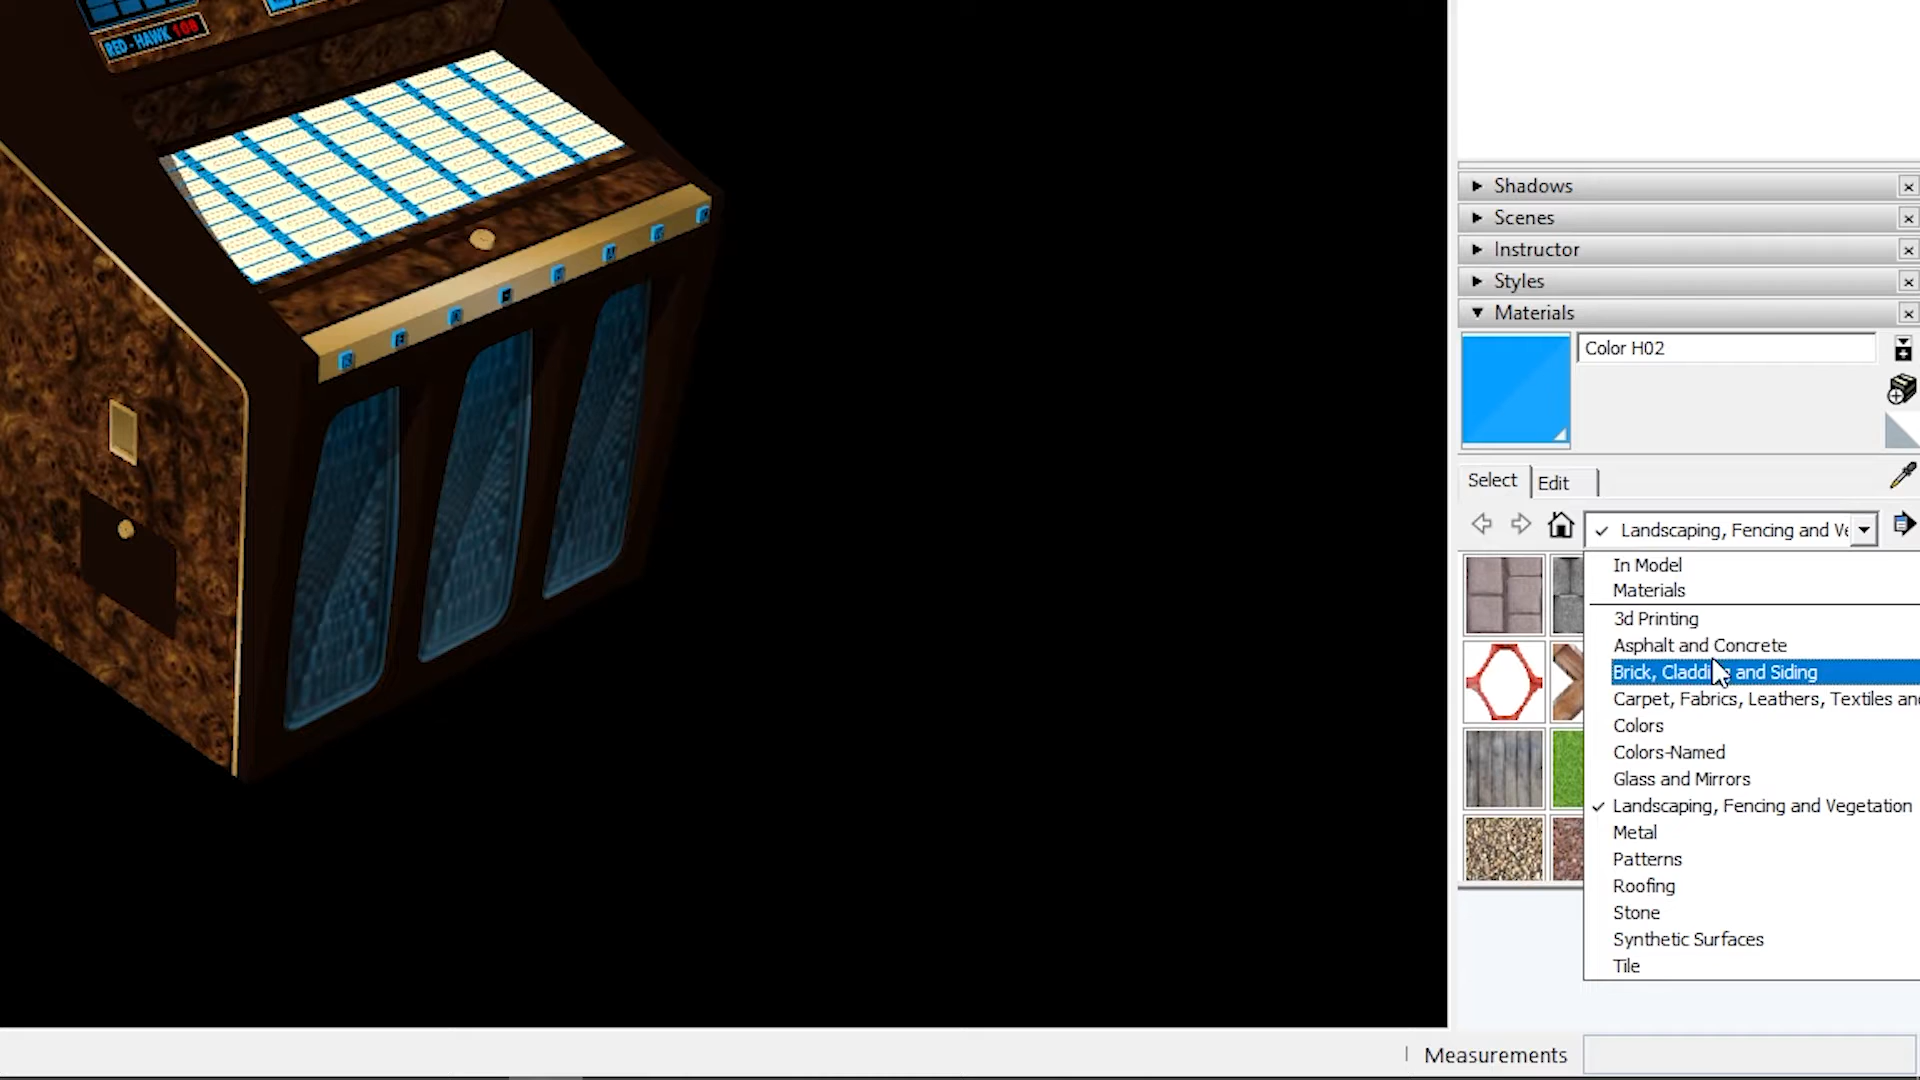 RED-HAWK 108
Shadows
Scenes
Instructor
Styles
Materials
Color H02
Select
Edit
Landscaping, Fencing and Ve
In Model
Materials
3d Printing
Asphalt and Concrete
Brick, and Siding
Carpet, Fabrics, Leathers, Textiles and
Colors
Colors-Named
Glass and Mirrors
Landscaping, Fencing and Vegetation
Metal
Patterns
Roofing
Stone
Synthetic Surfaces
Tile
Measurements